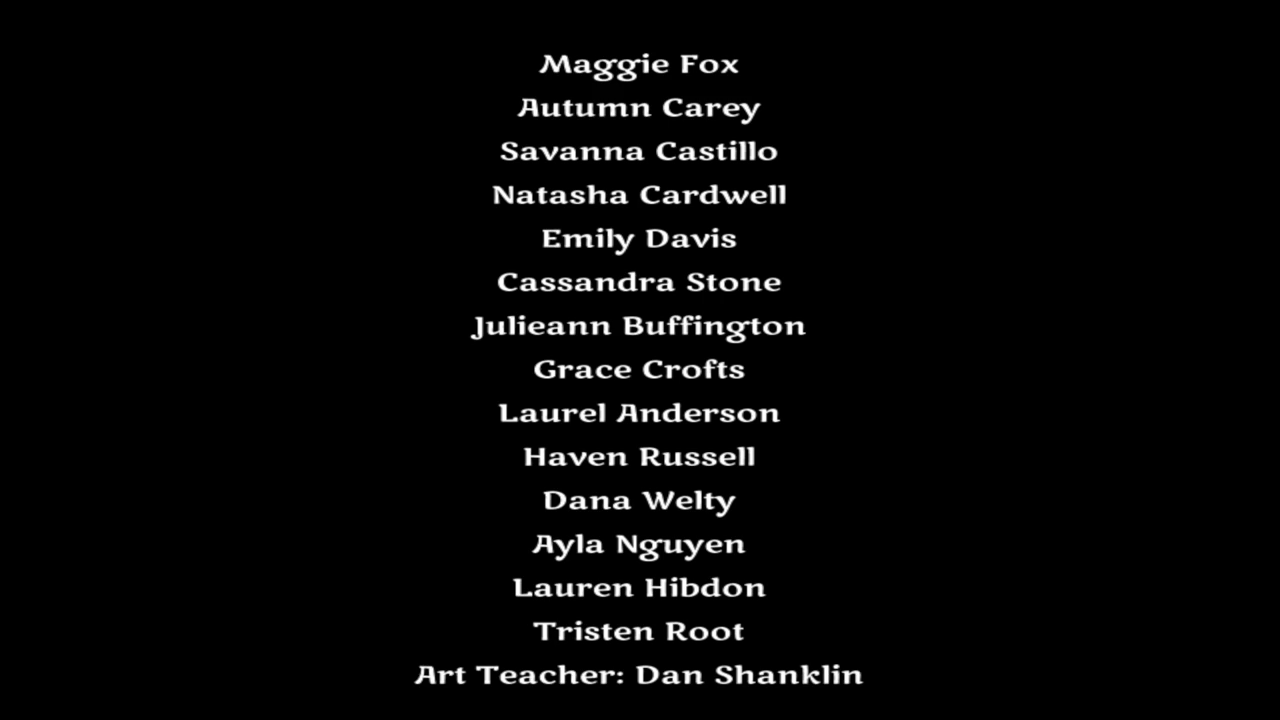 Maggie Fox
Autumn Carey
Savanna Castillo
Natasha Cardwell
Emily Davis
Cassandra Stone
Julieann Buffington
Grace Crofts
Laurel Anderson
Haven Russell
Dana Welty
Ayla Nguyen
Lauren Hibdon
Tristen Root
Art Teacher: Dan Shanklin